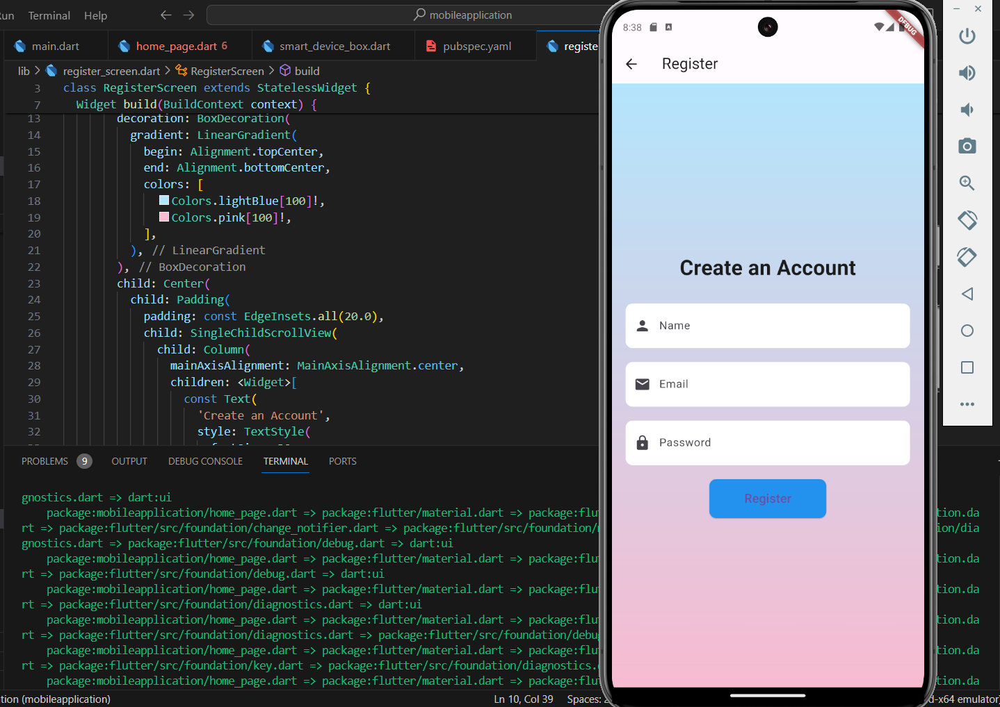 Run Terminal Help mobileapplication
main.dart home_page.dart 6 smart_device_box.dart pubspec.yaml registe
lib > register_screen.dart > RegisterScreen > build
3 class RegisterScreen extends StatelessWidget {
7 Widget build(BuildContext context) {
13 decoration: BoxDecoration(
14 gradient: LinearGradient(
15 begin: Alignment.topCenter,
16 end: Alignment.bottomCenter,
17 colors: [
18 Colors.lightBlue[100]!,
19 Colors.pink[100]!,
20 ],
21 ), // LinearGradient
22 ), // BoxDecoration
23 child: Center(
24 child: Padding(
25 padding: const EdgeInsets.all(20.0),
26 child: SingleChildScrollView(
27 child: Column(
28 mainAxisAlignment: MainAxisAlignment.center,
29 children: <Widget>[
30 const Text(
31 'Create an Account',
32 style: TextStyle(
PROBLEMS 9 OUTPUT DEBUG CONSOLE TERMINAL PORTS
gnostics.dart => dart:ui
package:mobileapplication/home_page.dart => package:flutter/material.dart => package:flu tion.da
rt => package:flutter/src/foundation/change_notifier.dart => package:flutter/src/foundation/ ion/dia
gnostics.dart => package:flutter/src/foundation/debug.dart => dart:ui
package:mobileapplication/home_page.dart => package:flutter/material.dart => package:flu tion.da
rt => package:flutter/src/foundation/debug.dart => dart:ui
package:mobileapplication/home_page.dart => package:flutter/material.dart => package:flu tion.da
rt => package:flutter/src/foundation/diagnostics.dart => dart:ui
package:mobileapplication/home_page.dart => package:flutter/material.dart => package:flu tion.da
rt => package:flutter/src/foundation/diagnostics.dart => package:flutter/src/foundation/debu
package:mobileapplication/home_page.dart => package:flutter/material.dart => package:flu tion.da
rt => package:flutter/src/foundation/key.dart => package:flutter/src/foundation/diagnostics.
package:mobileapplication/home_page.dart => package:flutter/material.dart => package:flu tion.da
tion (mobileapplication) Ln 10, Col 39 Spaces: d-x64 emulator)
8:38
DEBUG
Register
Create an Account
Name
Email
Password
Register